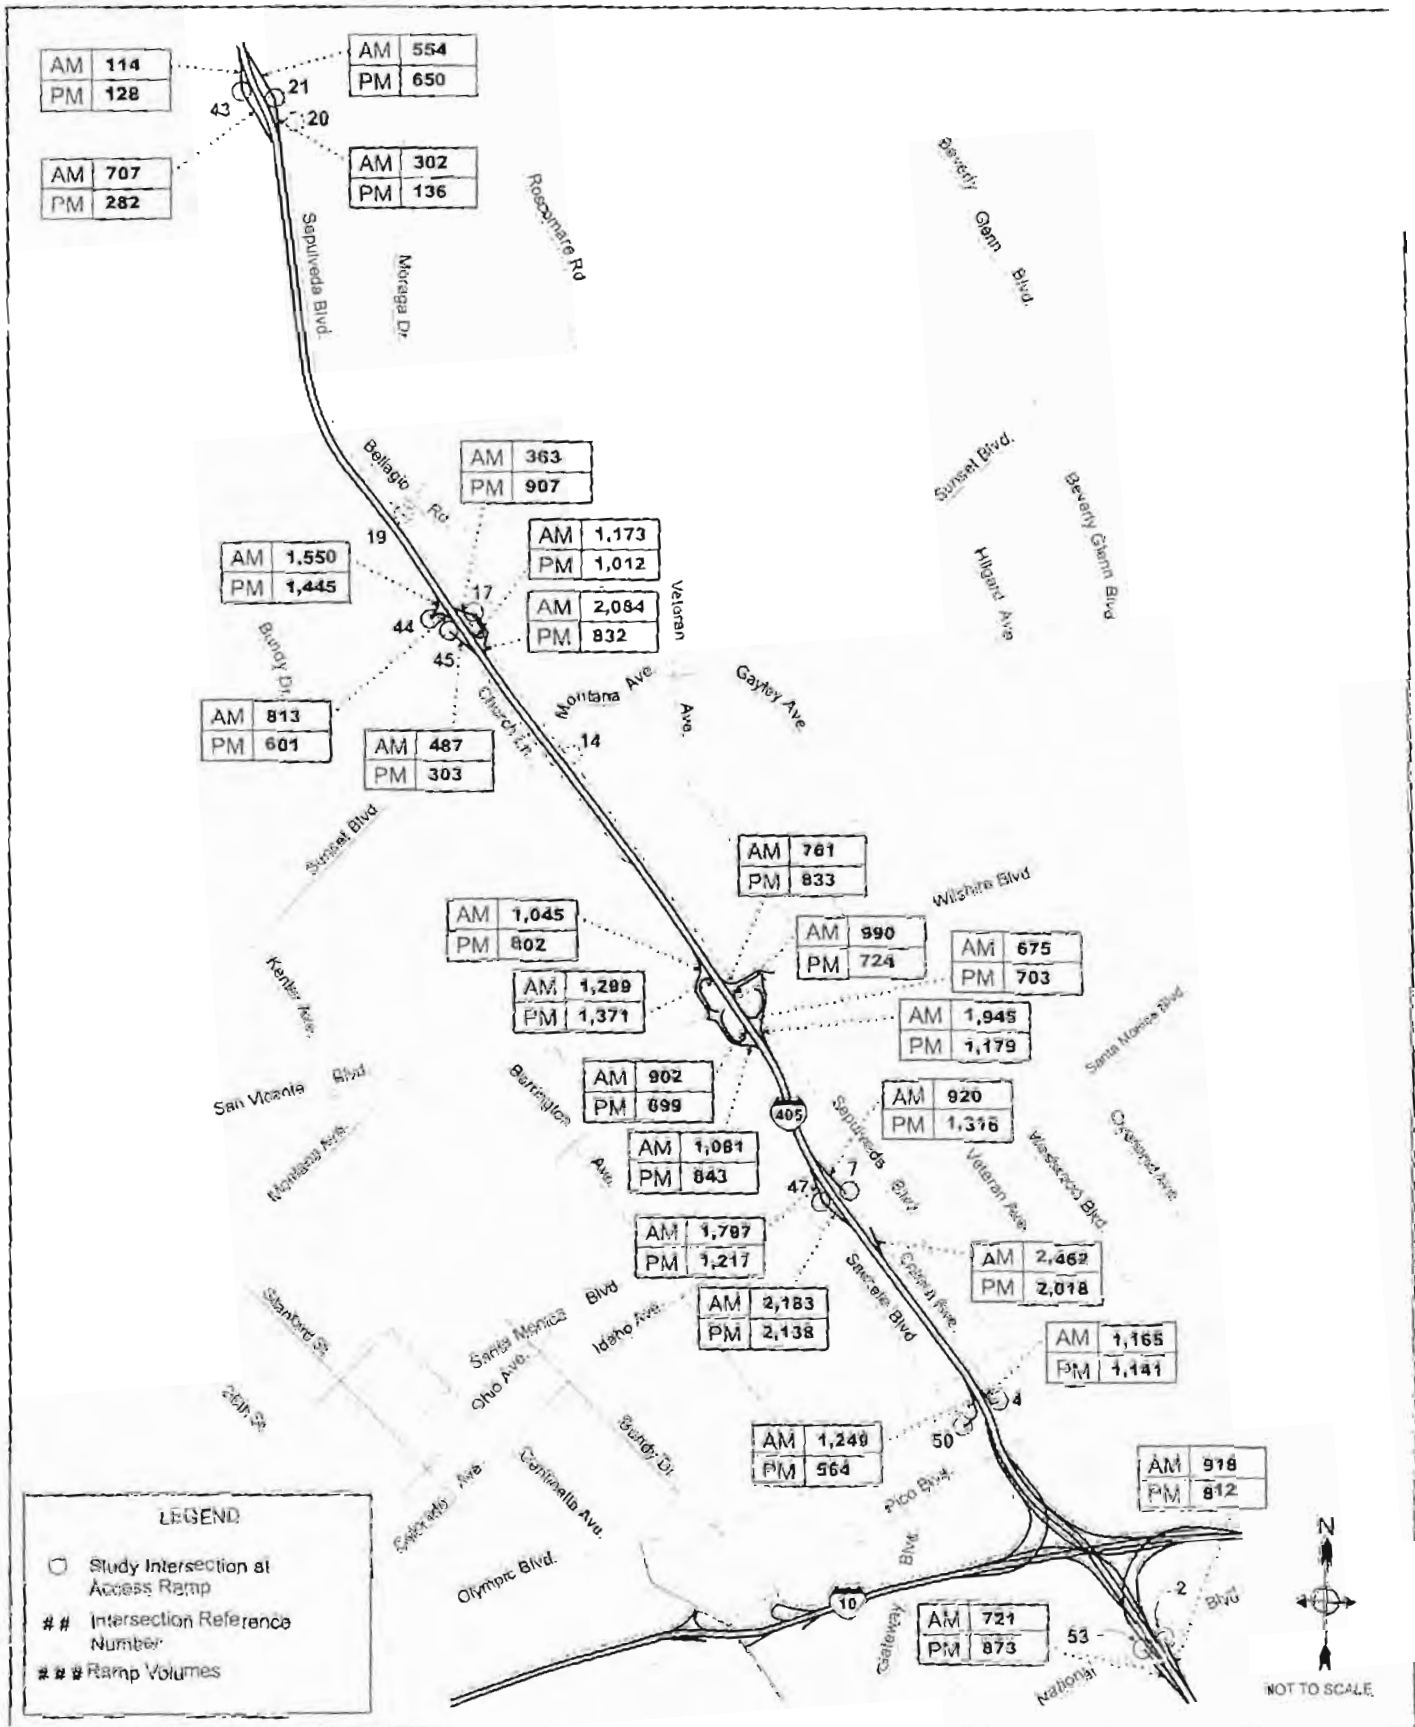 AM 114
PM 128
AM 554
PM 650
21
43
20
AM 707
PM 282
AM 302
PM 136
Sepulveda Blvd.
Moraga Dr.
Roscomare Rd
Beverly Glenn Blvd.
Bellagio Rd.
19
AM 363
PM 907
AM 1,173
PM 1,012
AM 1,550
PM 1,445
17
AM 2,084
PM 832
Veteran Ave.
44
45
Bundy Dr.
Sunset Blvd.
Beverly Glenn Blvd
Hilgard Ave
AM 813
PM 601
AM 487
PM 303
Church Ln.
Montana Ave.
Gayley Ave.
14
Sunset Blvd
AM 761
PM 833
Wilshire Blvd
AM 1,045
PM 802
AM 990
PM 724
AM 675
PM 703
Kenter Ave.
AM 1,299
PM 1,371
AM 1,945
PM 1,179
Santa Monica Blvd.
San Vicente Blvd.
Montana Ave.
Barrington Ave.
AM 902
PM 699
405
AM 920
PM 1,316
AM 1,081
PM 843
Sepulveda Blvd
Veteran Ave.
Westwood Blvd.
Overland Ave.
47
7
AM 1,797
PM 1,217
AM 2,462
PM 2,018
AM 2,183
PM 2,138
Sawtelle Blvd
Cotner Ave.
Stanford St.
26th St.
Santa Monica Blvd
Ohio Ave.
Idaho Ave.
AM 1,165
PM 1,141
4
50
AM 1,249
PM 564
Bundy Dr.
Centinella Ave.
Colorado Ave.
Olympic Blvd.
Pico Blvd.
AM 918
PM 812
LEGEND
Study Intersection at
Access Ramp
## Intersection Reference
Number
### Ramp Volumes
10
Gateway Blvd.
AM 721
PM 873
53
2
National Blvd
N
NOT TO SCALE